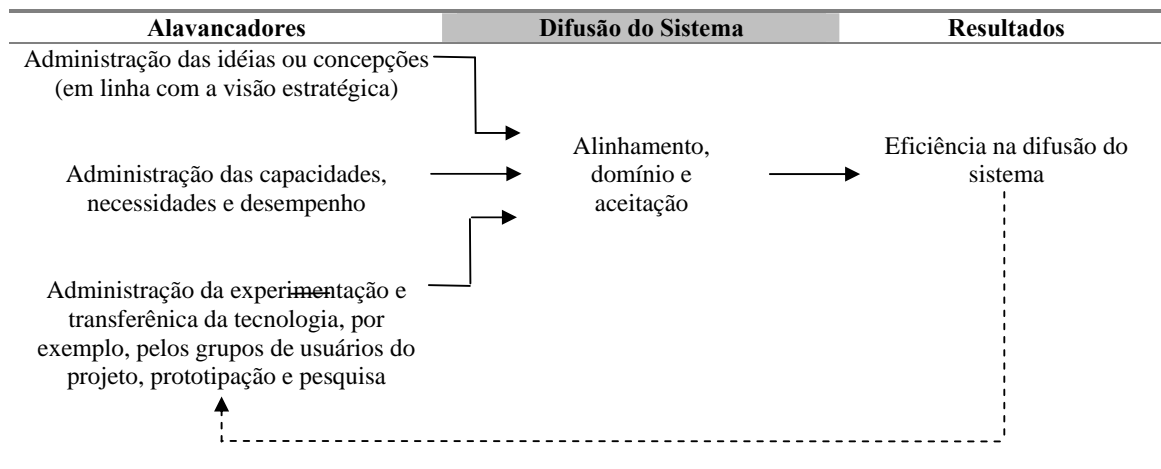 Alavancadores
Difusão do Sistema
Resultados
Administração das idéias ou concepções
(em linha com a visão estratégica)
Administração das capacidades,
necessidades e desempenho
Administração da experimentação e
transferênica da tecnologia, por
exemplo, pelos grupos de usuários do
projeto, prototipação e pesquisa
Alinhamento,
domínio e
aceitação
Eficiência na difusão do
sistema